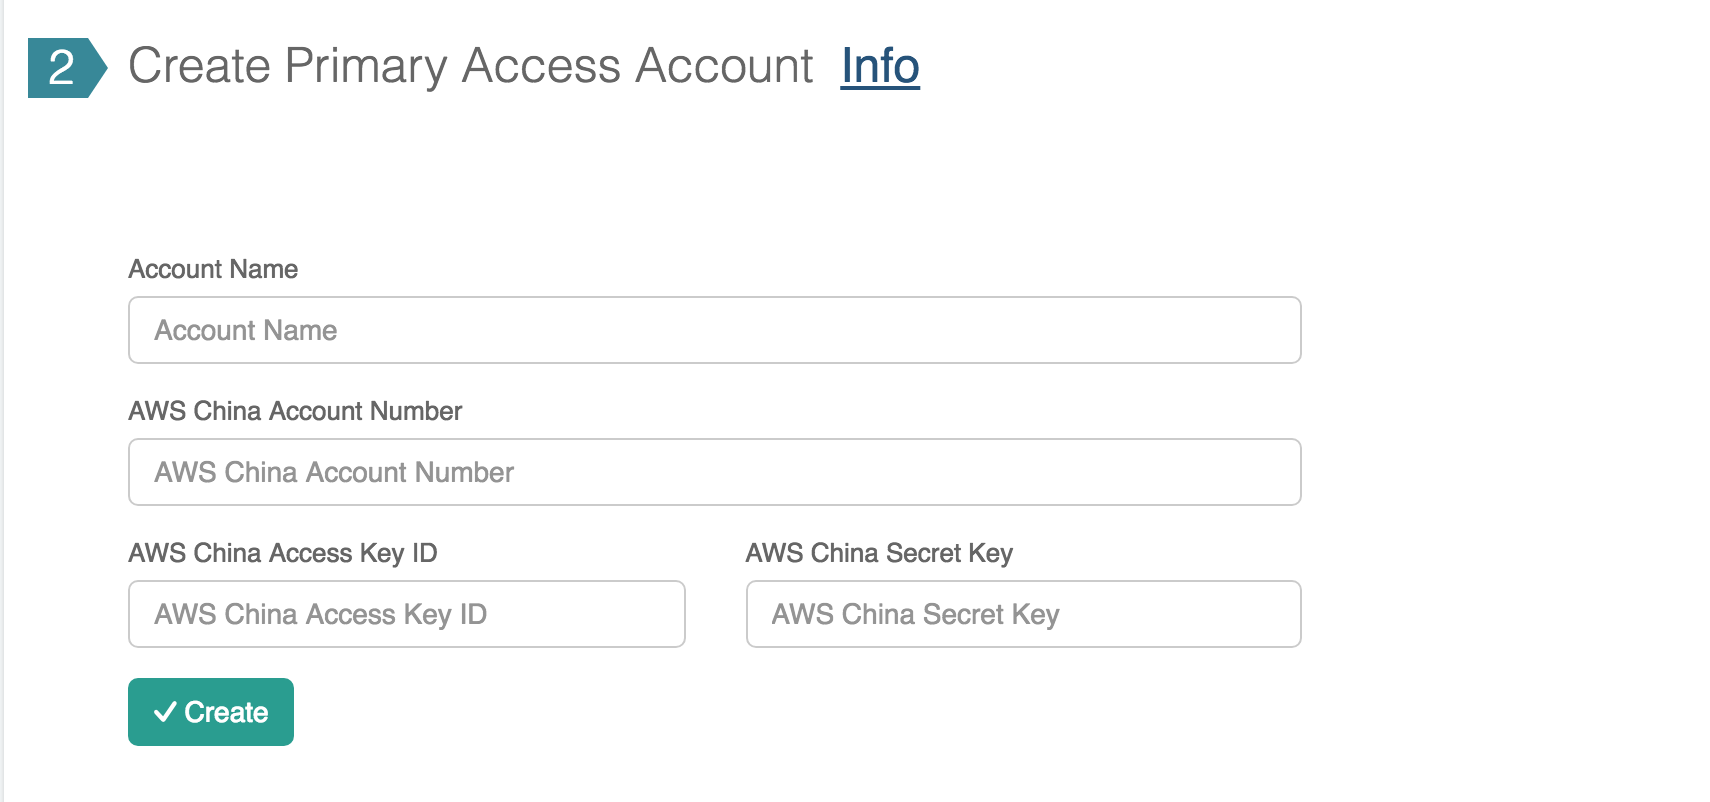 2 Create Primary Access Account Info
Account Name
Account Name
AWS China Account Number
AWS China Account Number
AWS China Access Key ID AWS China Secret Key
AWS China Access Key ID AWS China Secret Key
Create